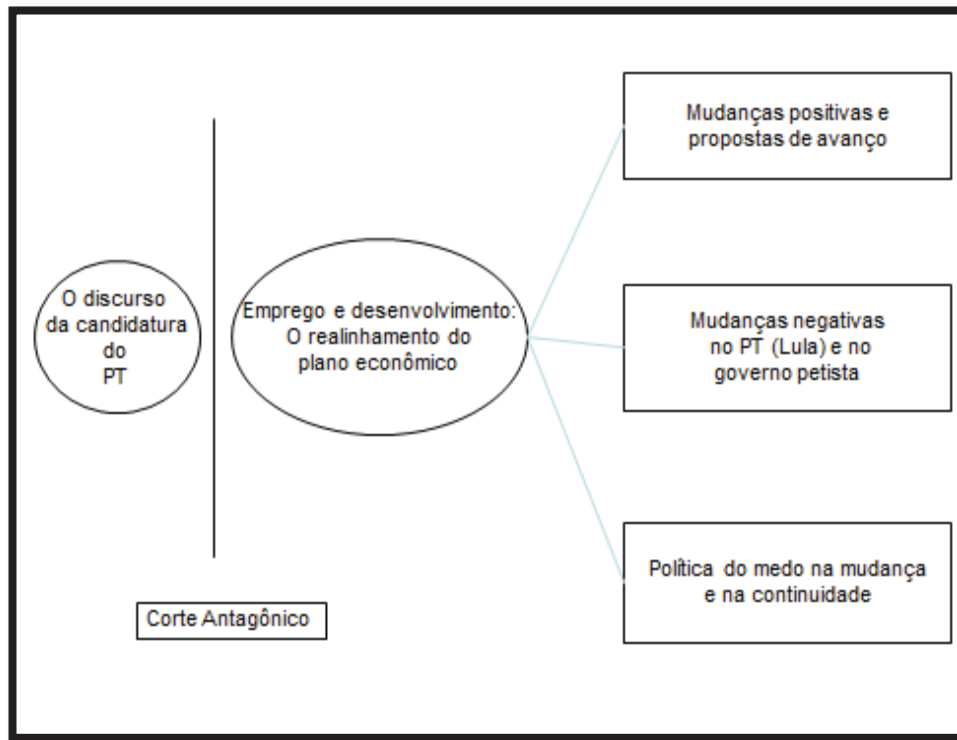 Mudanças positivas e
propostas de avanço
O discurso
da candidatura
do
PT
Emprego e desenvolvimento:
O realinhamento do
plano econômico
Mudanças negativas
no PT (Lula) e no
governo petista
Política do medo na mudança
e na continuidade
Corte Antagônico